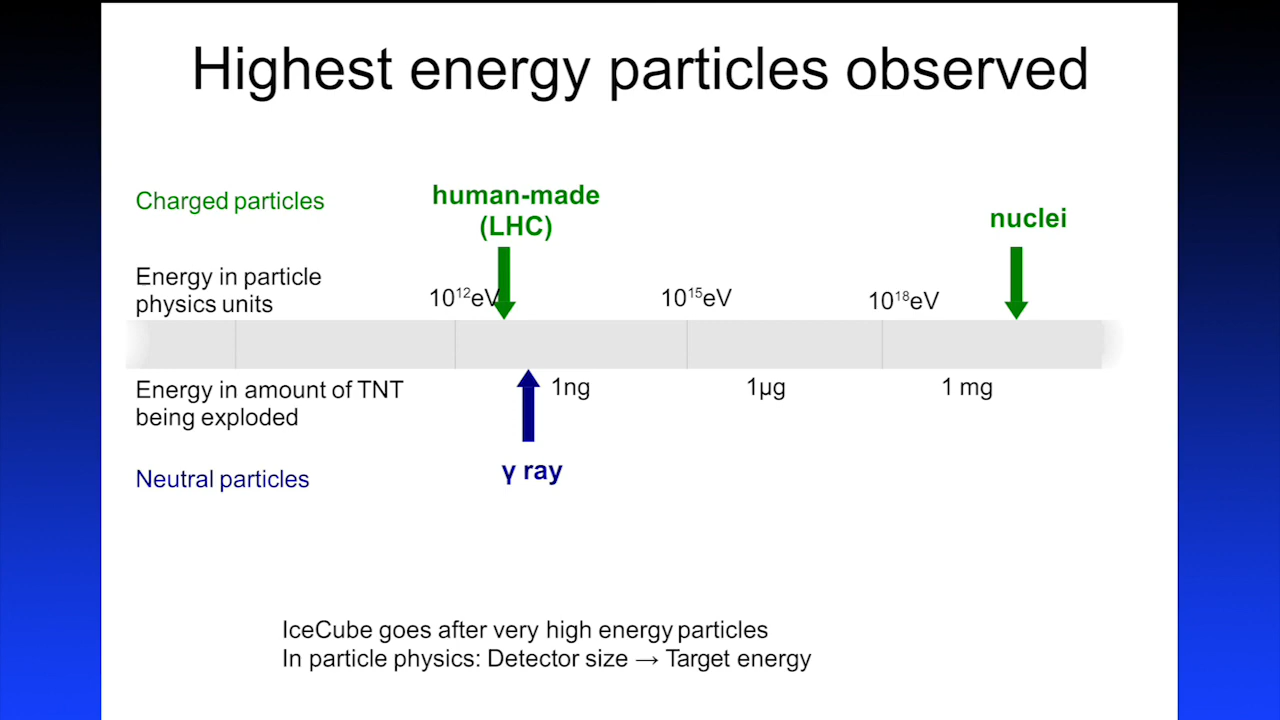 Highest energy particles observed
Charged particles
human-made
(LHC)
nuclei
Energy in particle
physics units
10¹²eV
10¹⁵eV
10¹⁸eV
Energy in amount of TNT
being exploded
1ng
1µg
1 mg
γ ray
Neutral particles
IceCube goes after very high energy particles
In particle physics: Detector size → Target energy